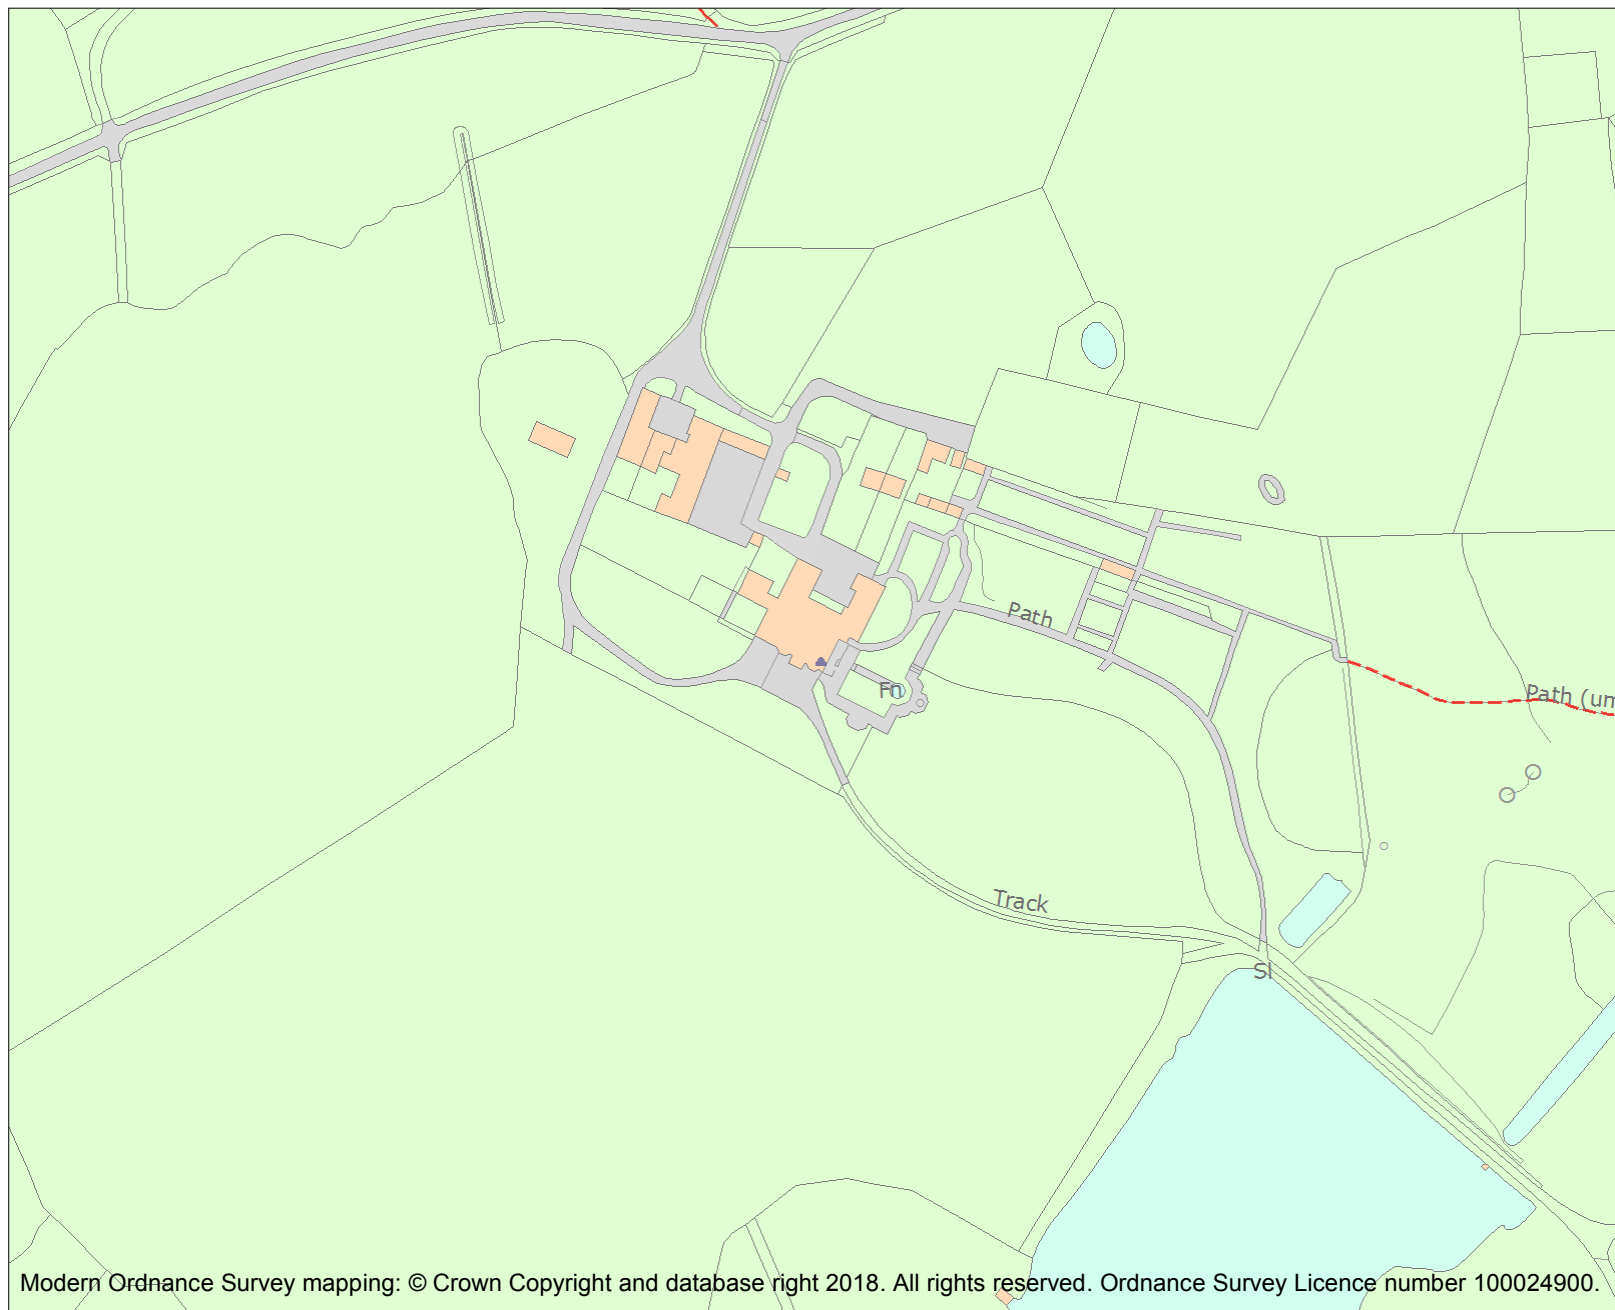 Path
Fn
Path (um
Track
Sl
Modern Ordnance Survey mapping: © Crown Copyright and database right 2018. All rights reserved. Ordnance Survey Licence number 100024900.